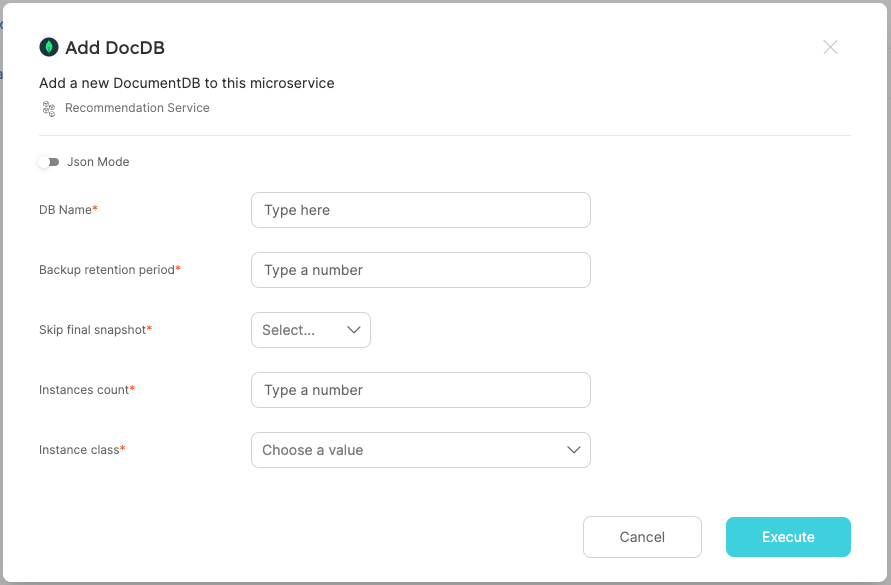 Add DocDB
Add a new DocumentDB to this microservice
Recommendation Service
Json Mode
DB Name*
Type here
Backup retention period*
Type a number
Skip final snapshot*
Select...
Instances count*
Type a number
Instance class*
Choose a value
Cancel
Execute